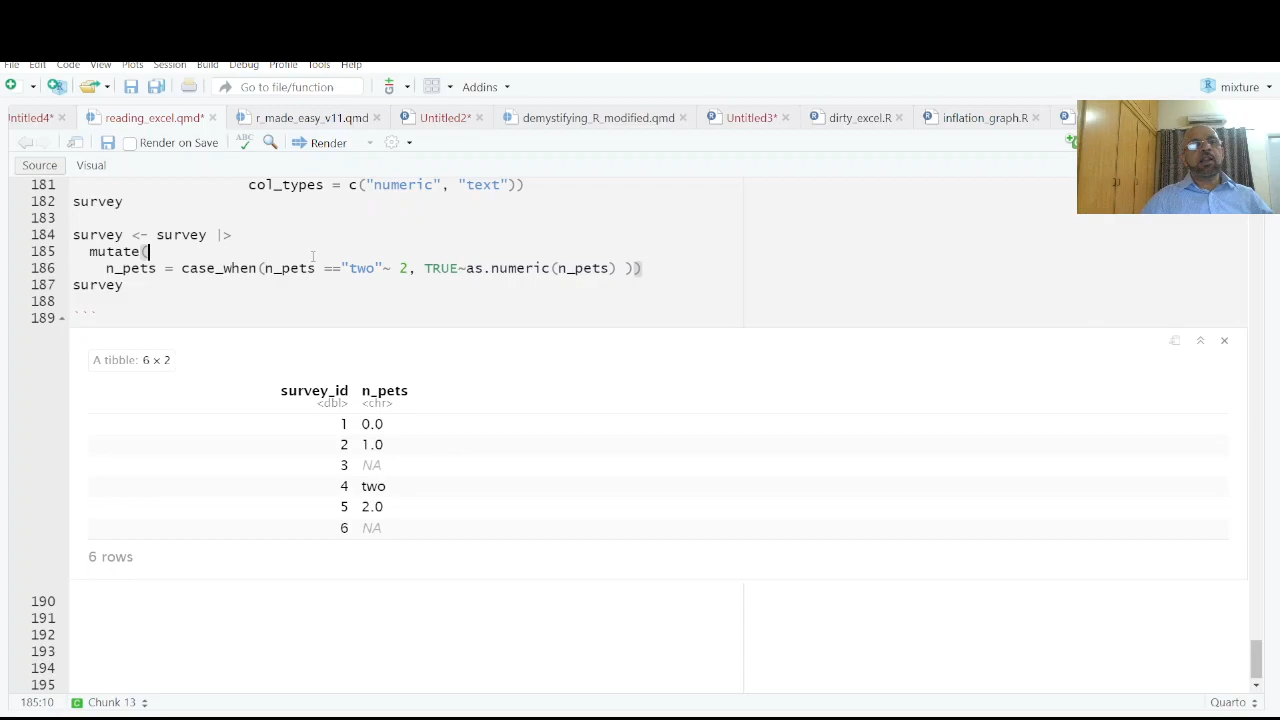 File Edit Code View Plots Session Build Debug Profile Tools Help
Go to file/function Addins mixture
ntitled4* reading_excel.qmd* r_made_easy_v11.qmd Untitled2* demystifying_R_modified.qmd Untitled3* dirty_excel.R inflation_graph.R
Render on Save ABC Render
Source Visual
181 col_types = c("numeric", "text"))
182 survey
183
184 survey <- survey |>
185 mutate(
186 n_pets = case_when(n_pets =="two"~ 2, TRUE~as.numeric(n_pets) ))
187 survey
188
189 ```
A tibble: 6 x 2
survey_id n_pets
<dbl> <chr>
1 0.0
2 1.0
3 NA
4 two
5 2.0
6 NA
6 rows
190
191
192
193
194
195
185:10 C Chunk 13 Quarto